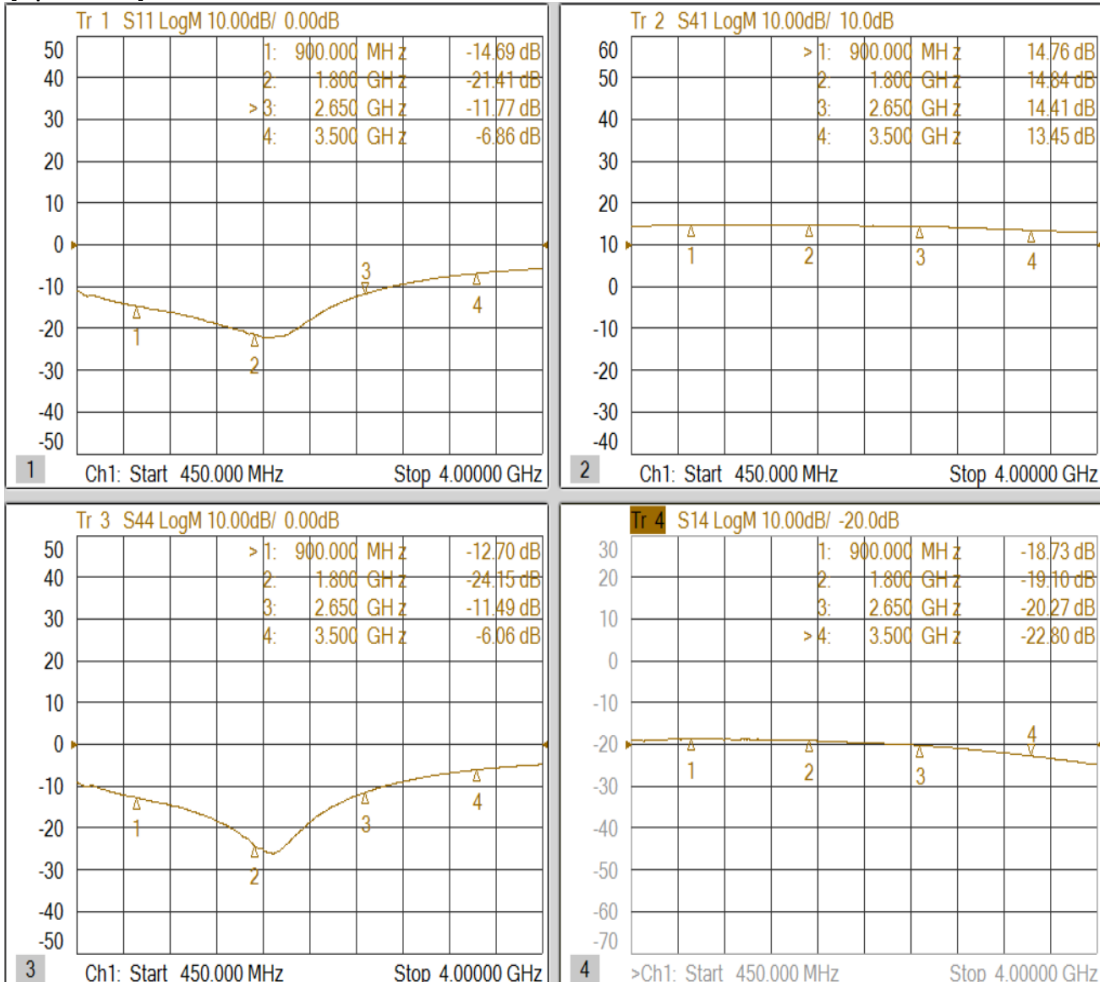 Tr 1 S11 LogM 10.00dB/ 0.00dB
1: 900.000 MHz -14.69 dB
2: 1.800 GHz -21.41 dB
> 3: 2.650 GHz -11.77 dB
4: 3.500 GHz -6.86 dB
50
40
30
20
10
0
-10
-20
-30
-40
-50
1
2
3
4
1 Ch1: Start 450.000 MHz Stop 4.00000 GHz
Tr 2 S41 LogM 10.00dB/ 10.0dB
> 1: 900.000 MHz 14.76 dB
2: 1.800 GHz 14.84 dB
3: 2.650 GHz 14.41 dB
4: 3.500 GHz 13.45 dB
60
50
40
30
20
10
0
-10
-20
-30
-40
1
2
3
4
2 Ch1: Start 450.000 MHz Stop 4.00000 GHz
Tr 3 S44 LogM 10.00dB/ 0.00dB
> 1: 900.000 MHz -12.70 dB
2: 1.800 GHz -24.15 dB
3: 2.650 GHz -11.49 dB
4: 3.500 GHz -6.06 dB
50
40
30
20
10
0
-10
-20
-30
-40
-50
1
2
3
4
3 Ch1: Start 450.000 MHz Stop 4.00000 GHz
Tr 4 S14 LogM 10.00dB/ -20.0dB
1: 900.000 MHz -18.73 dB
2: 1.800 GHz -19.10 dB
3: 2.650 GHz -20.27 dB
> 4: 3.500 GHz -22.80 dB
30
20
10
0
-10
-20
-30
-40
-50
-60
-70
1
2
3
4
4 >Ch1: Start 450.000 MHz Stop 4.00000 GHz